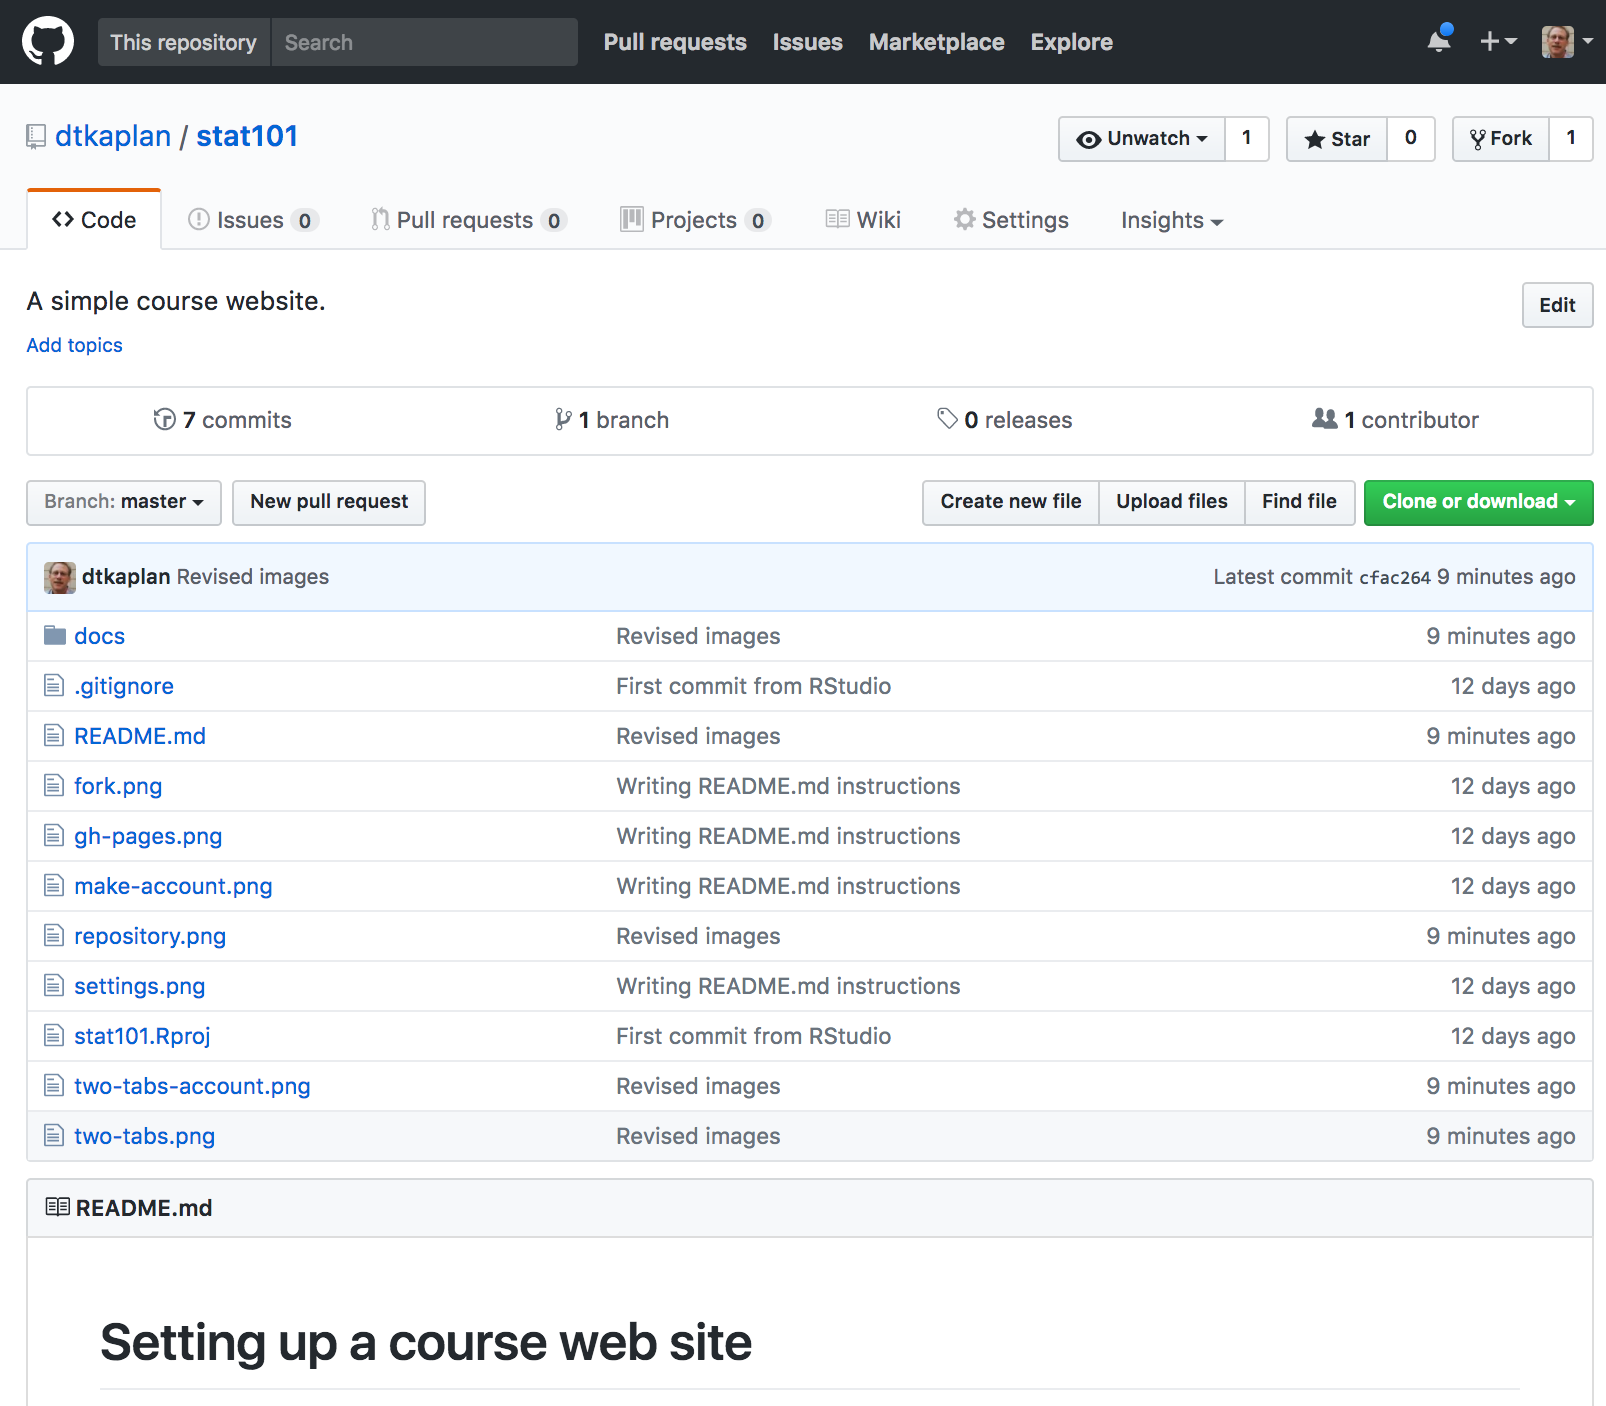 This repository Search Pull requests Issues Marketplace Explore
dtkaplan / stat101 Unwatch 1 Star 0 Fork 1
Code Issues 0 Pull requests 0 Projects 0 Wiki Settings Insights
A simple course website. Edit
Add topics
7 commits 1 branch 0 releases 1 contributor
Branch: master New pull request Create new file Upload files Find file Clone or download
dtkaplan Revised images Latest commit cfac264 9 minutes ago
docs Revised images 9 minutes ago
.gitignore First commit from RStudio 12 days ago
README.md Revised images 9 minutes ago
fork.png Writing README.md instructions 12 days ago
gh-pages.png Writing README.md instructions 12 days ago
make-account.png Writing README.md instructions 12 days ago
repository.png Revised images 9 minutes ago
settings.png Writing README.md instructions 12 days ago
stat101.Rproj First commit from RStudio 12 days ago
two-tabs-account.png Revised images 9 minutes ago
two-tabs.png Revised images 9 minutes ago
README.md
Setting up a course web site